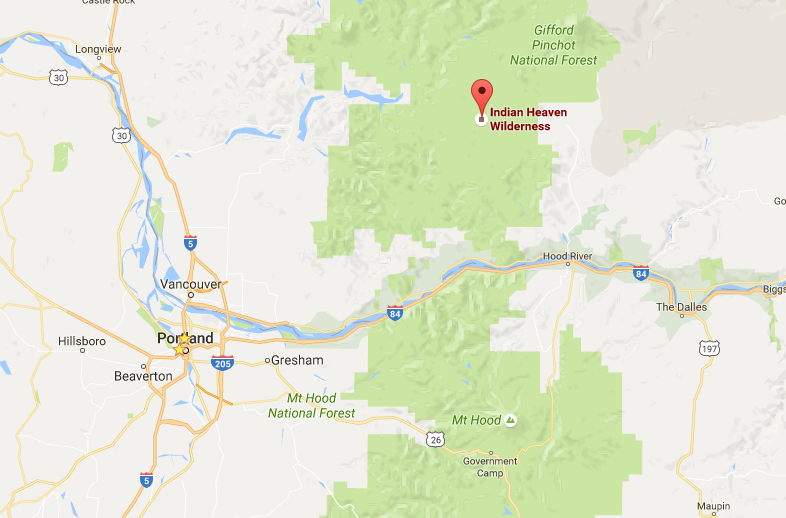 Castle Rock
Gifford
Pinchot
National Forest
Longview
30
Indian Heaven
Wilderness
30
Go
5
Hood River
84
Vancouver
Biggs
84
The Dalles
Portland
Hillsboro
197
205
Gresham
Beaverton
Mt Hood
National Forest
Mt Hood
26
Government
Camp
5
Maupin